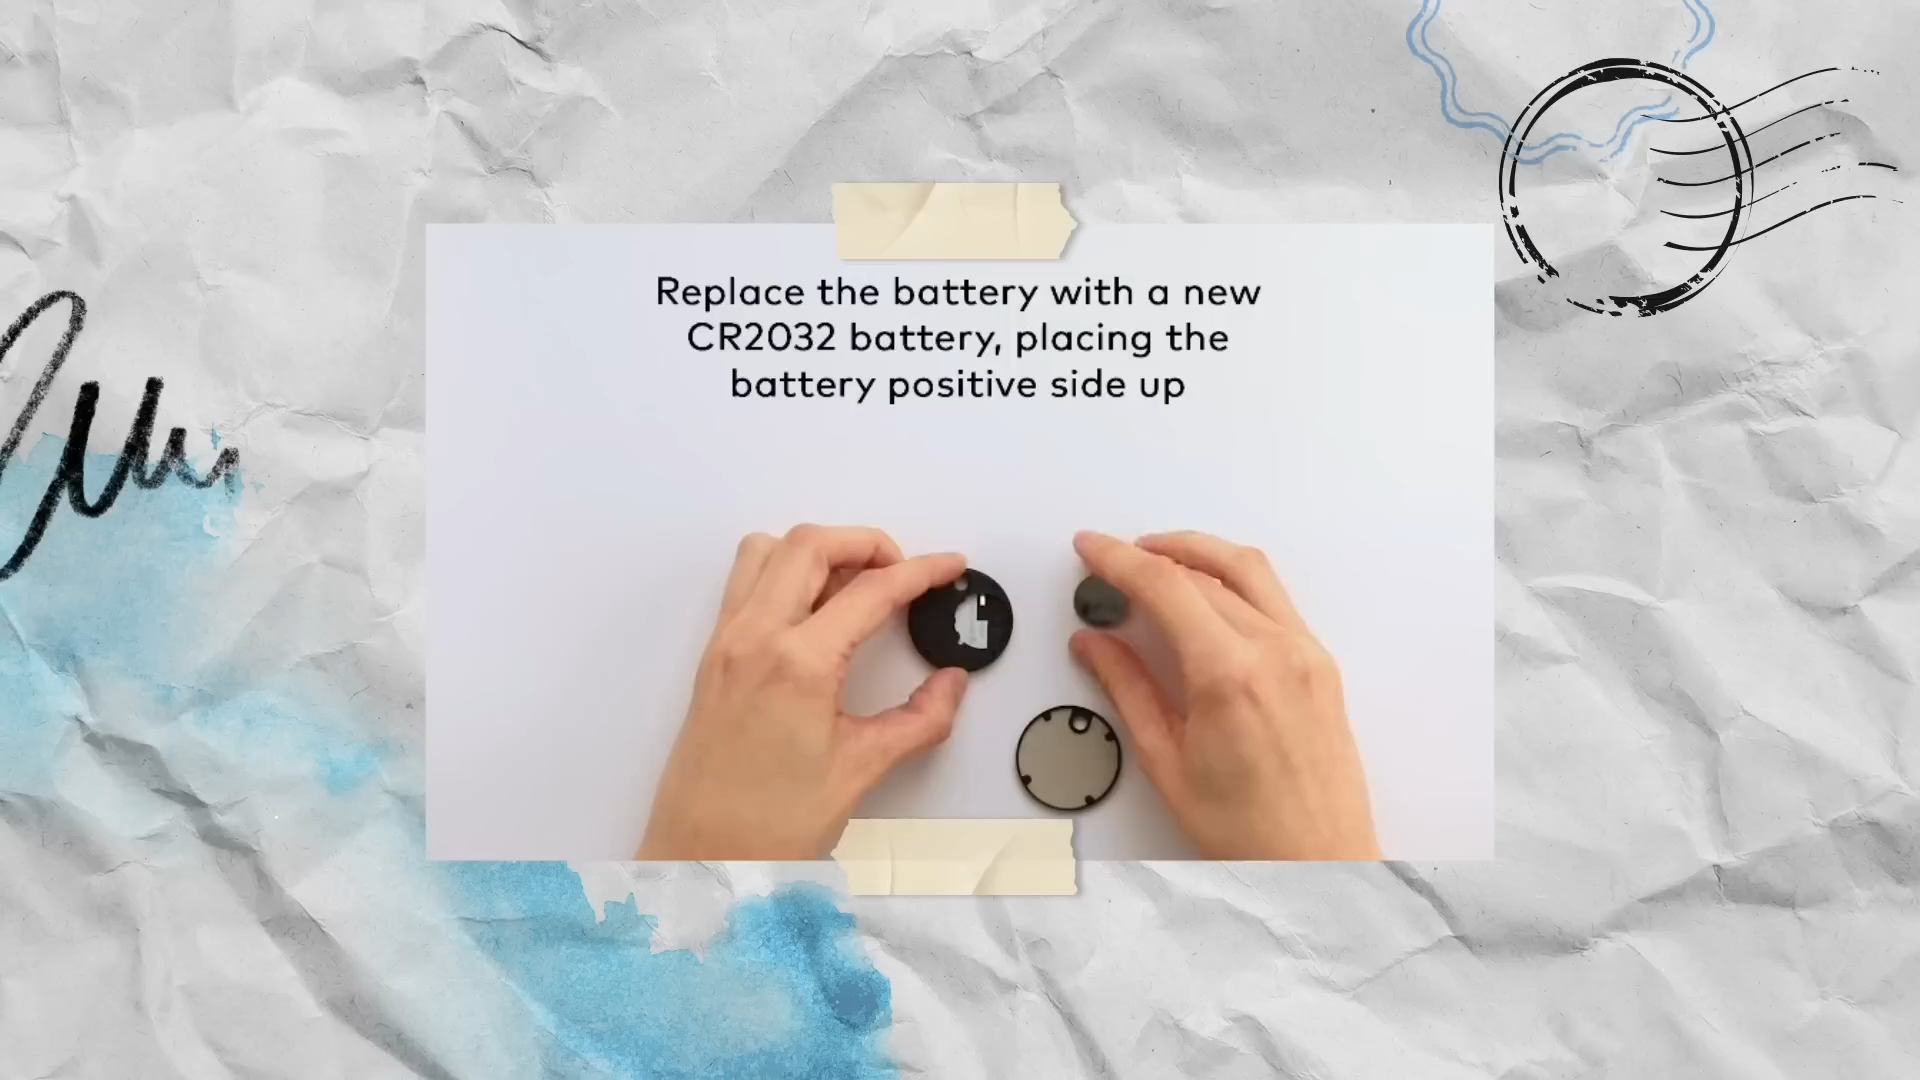 Replace the battery with a new
CR2032 battery, placing the
battery positive side up